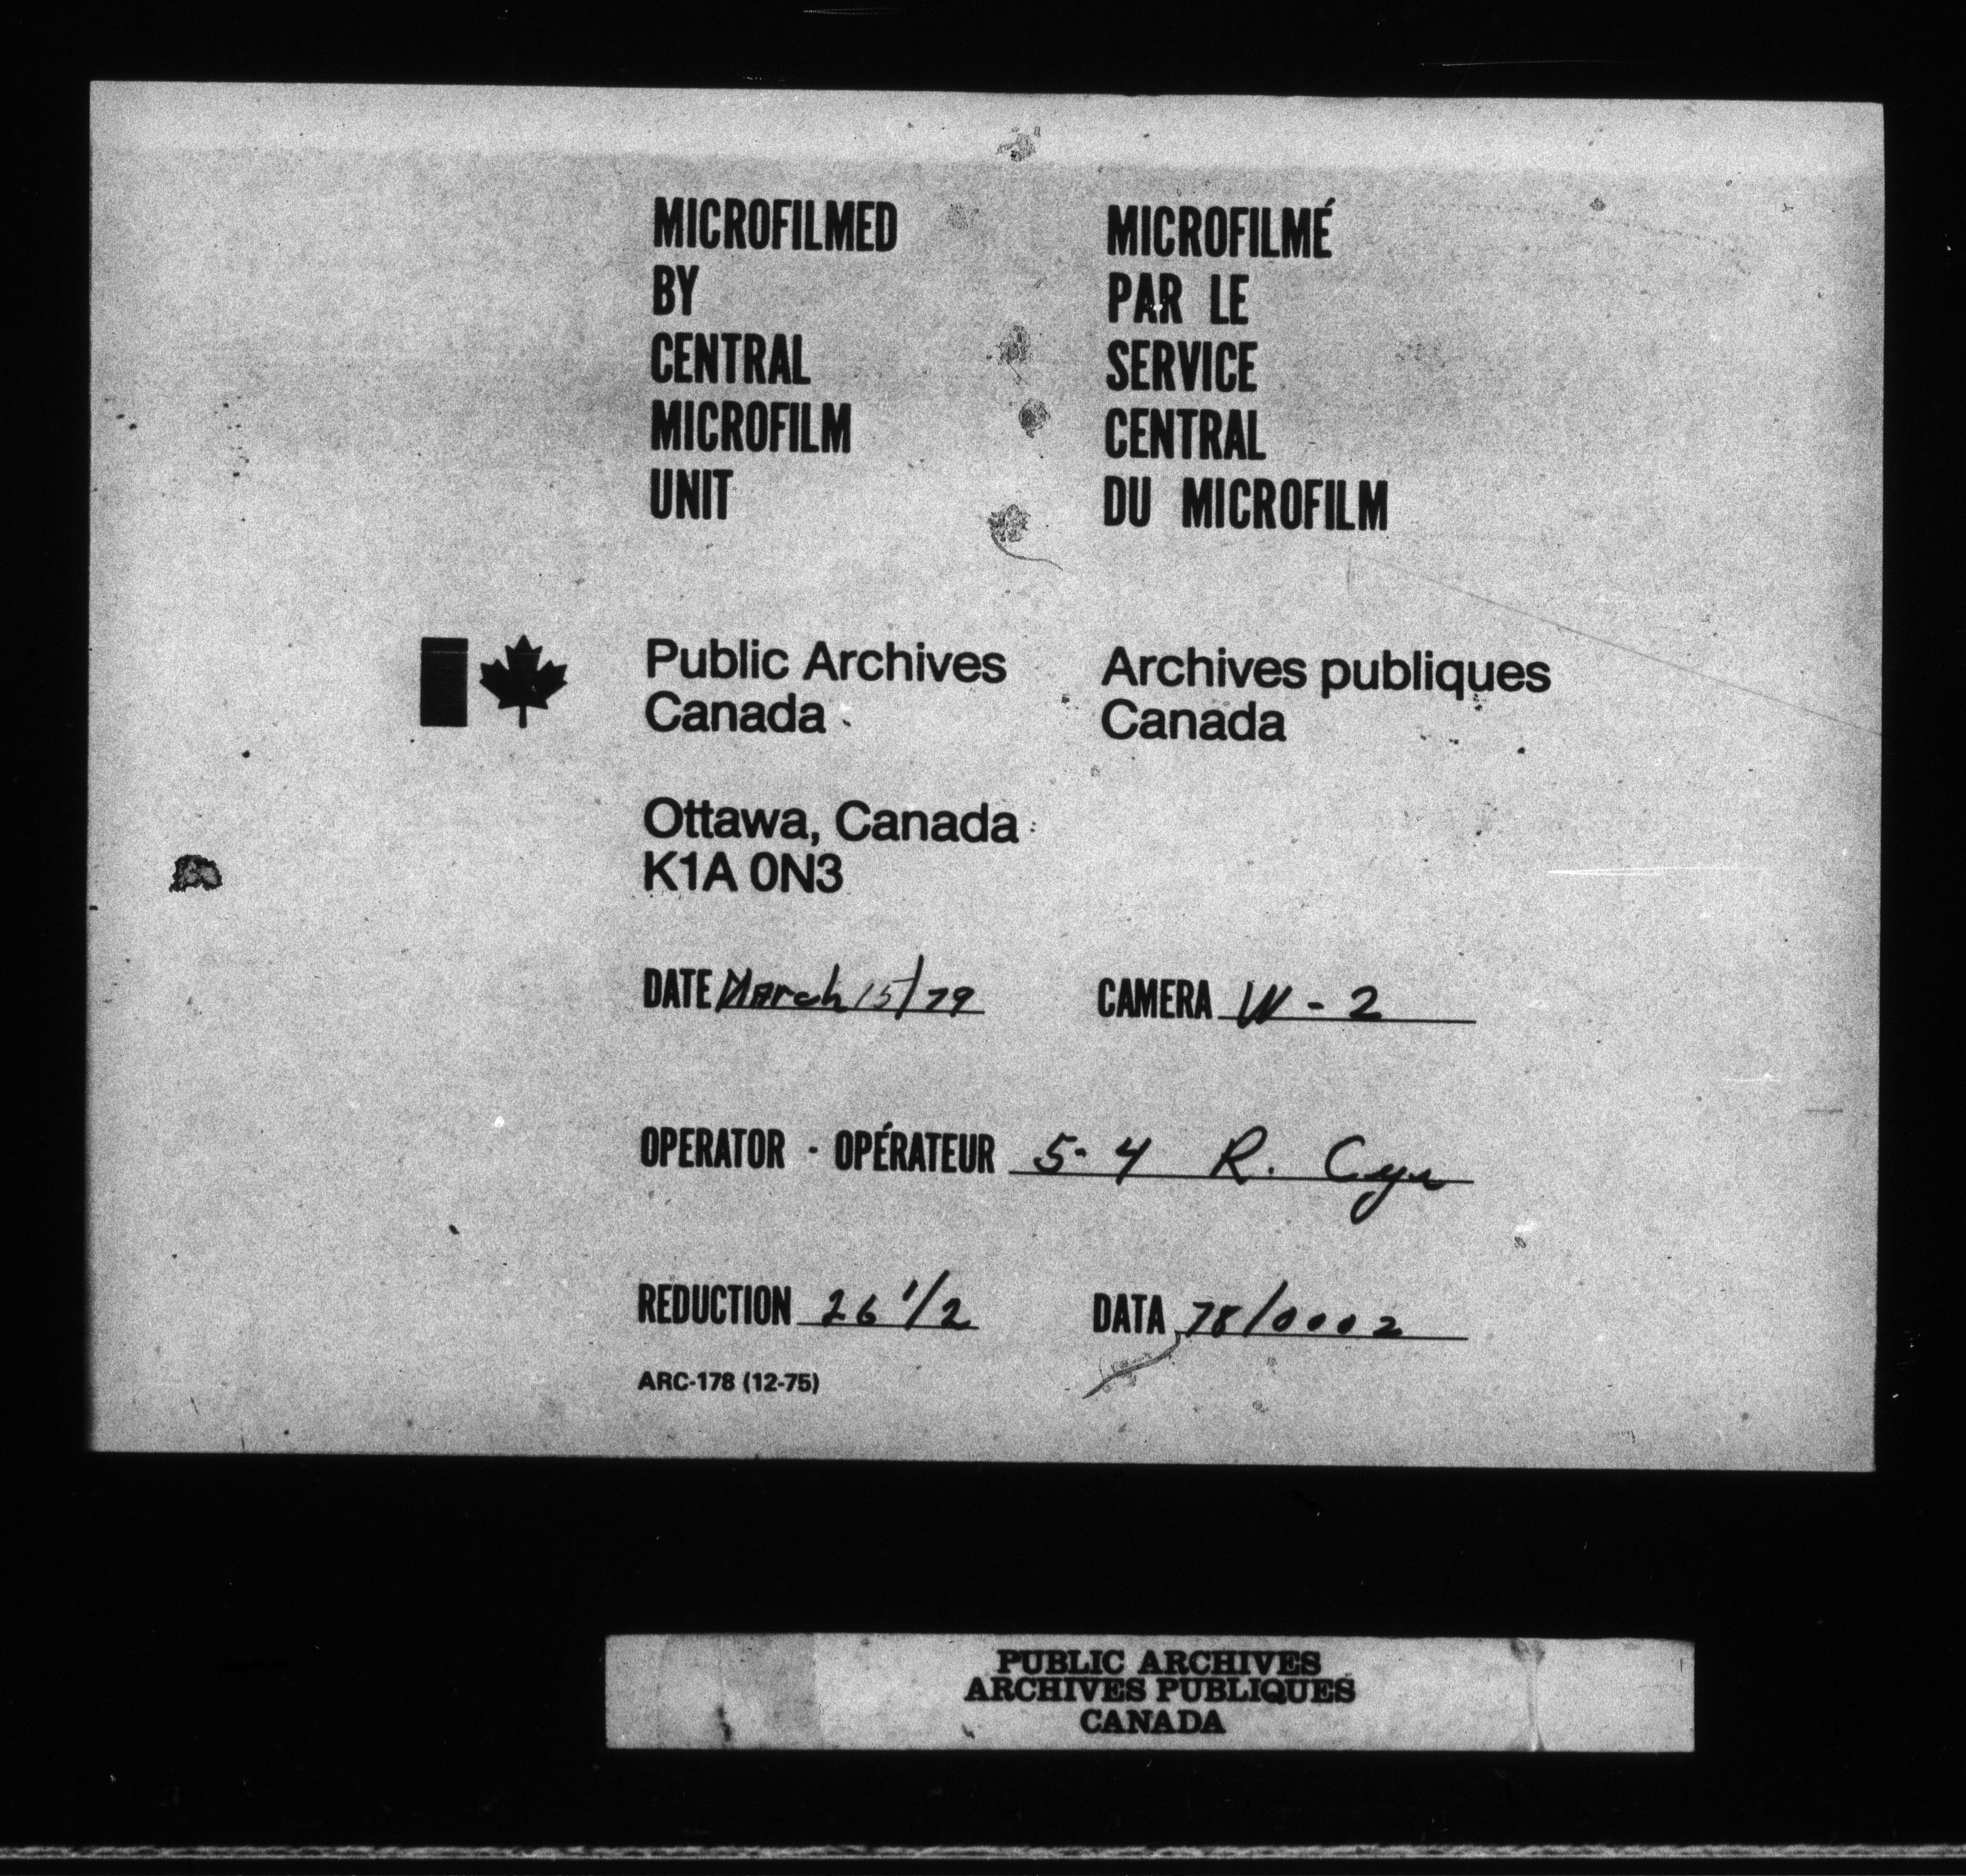 MICROFILMED
BY
CENTRAL
MICROFILM
UNIT
MICROFILMÉ
PAR LE
SERVICE
CENTRAL
DU MICROFILM
Public Archives
Canada
Archives publiques
Canada
Ottawa, Canada
K1A 0N3
DATE March 15/79
CAMERA W - 2
OPERATOR - OPÉRATEUR 5-4 R. Cyr
REDUCTION 26 1/2
DATA 78/0002
ARC-178 (12-75)
PUBLIC ARCHIVES
ARCHIVES PUBLIQUES
CANADA